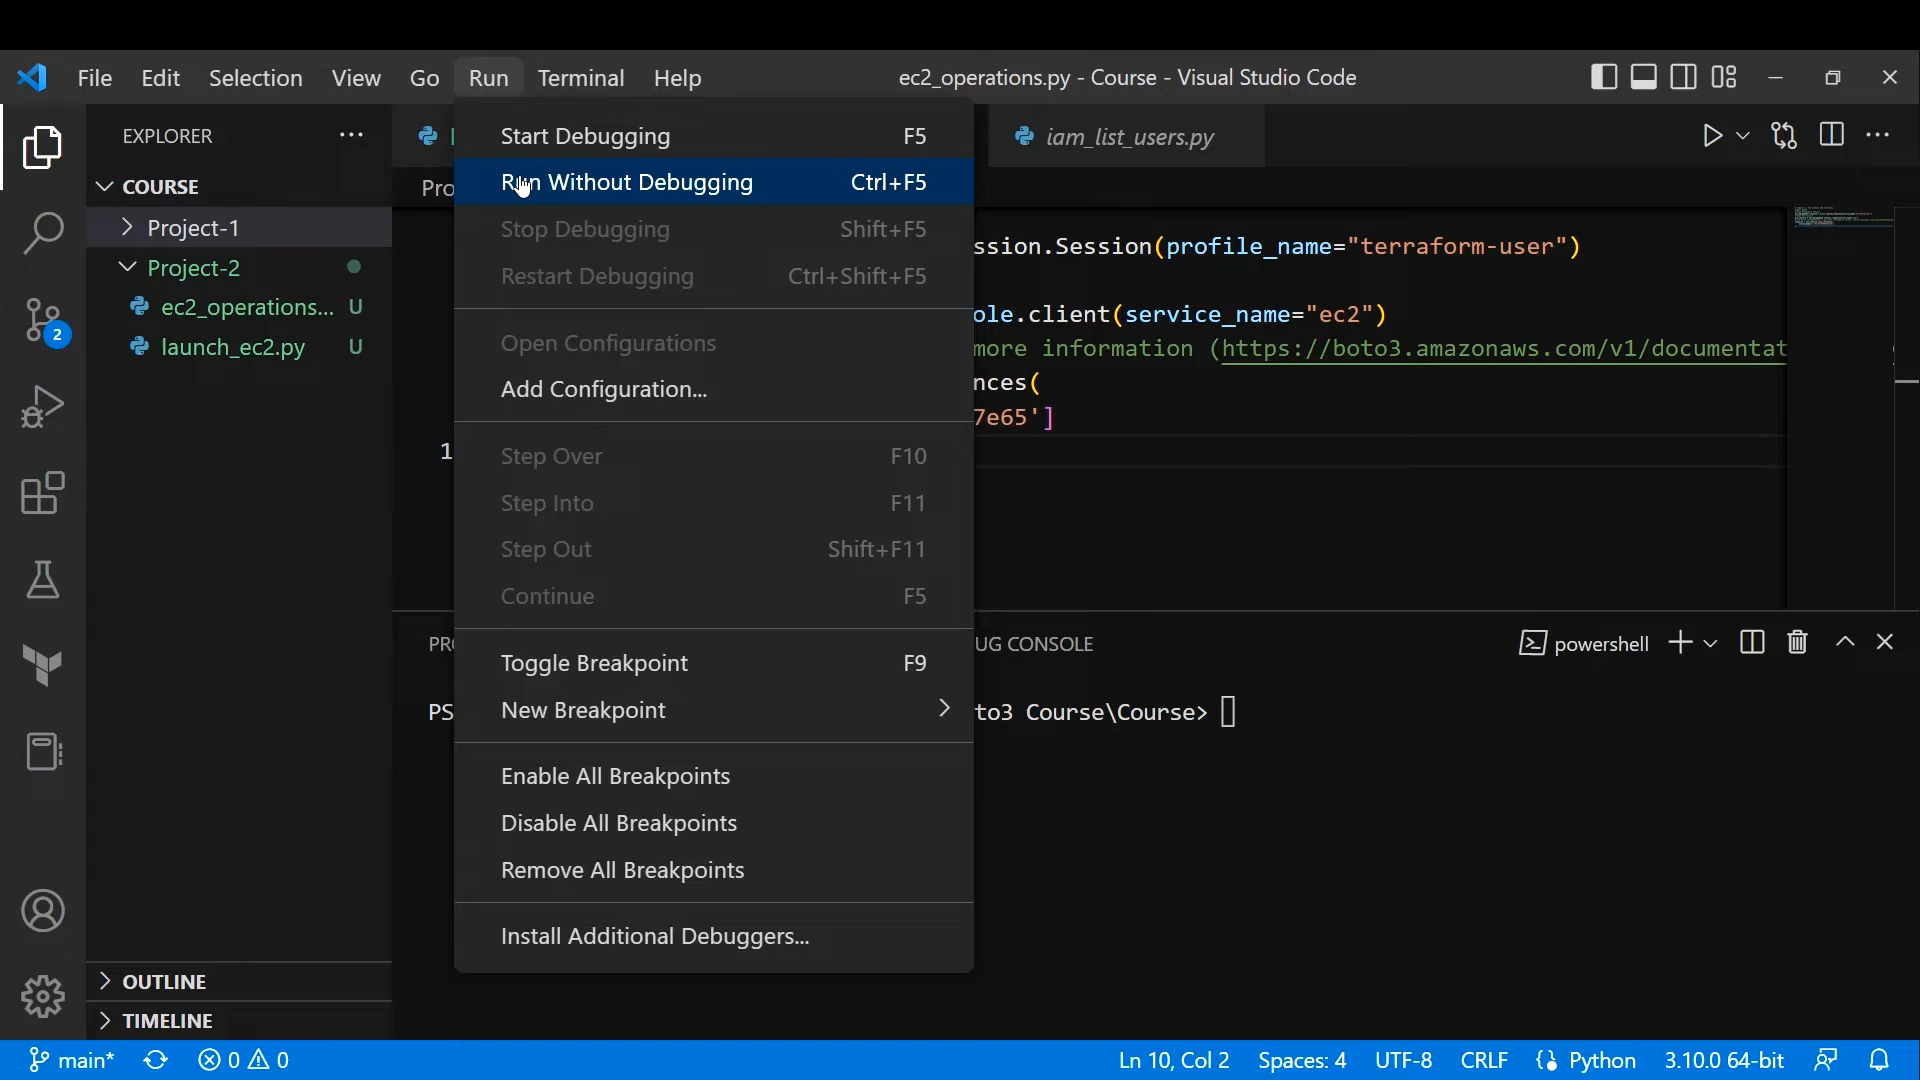 File Edit Selection View Go Run Terminal Help ec2_operations.py - Course - Visual Studio Code
EXPLORER
COURSE
Project-1
Project-2
ec2_operations... U
launch_ec2.py U
OUTLINE
TIMELINE
2
Start Debugging F5
Run Without Debugging Ctrl+F5
Stop Debugging Shift+F5
Restart Debugging Ctrl+Shift+F5
Open Configurations
Add Configuration...
Step Over F10
Step Into F11
Step Out Shift+F11
Continue F5
Toggle Breakpoint F9
New Breakpoint
Enable All Breakpoints
Disable All Breakpoints
Remove All Breakpoints
Install Additional Debuggers...
iam_list_users.py
Pro
ssion.Session(profile_name="terraform-user")
ole.client(service_name="ec2")
more information (https://boto3.amazonaws.com/v1/documentat
nces(
7e65']
1
PR UG CONSOLE powershell
PS to3 Course\Course>
main* 0 0 Ln 10, Col 2 Spaces: 4 UTF-8 CRLF Python 3.10.0 64-bit